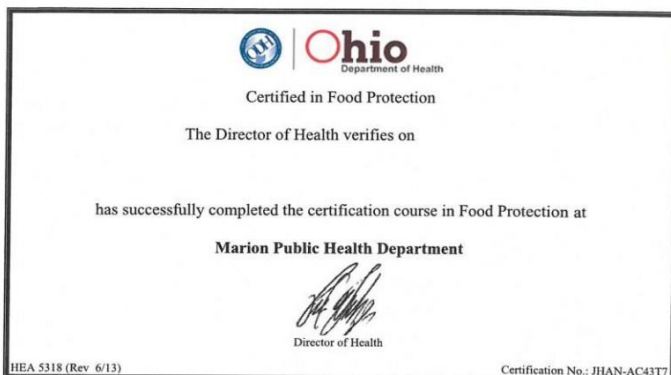 ODH
Ohio
Department of Health
Certified in Food Protection
The Director of Health verifies on
has successfully completed the certification course in Food Protection at
Marion Public Health Department
Director of Health
HEA 5318 (Rev 6/13)
Certification No.: JHAN-AC43T7